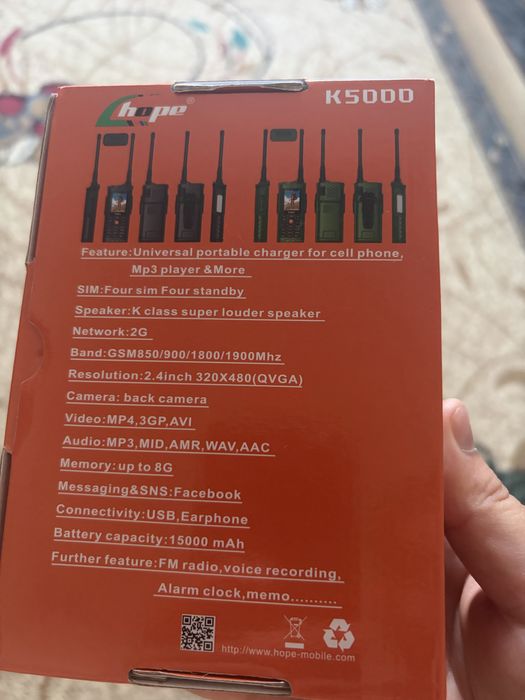 hope®
K5000
Feature:Universal portable charger for cell phone,
Mp3 player &More
SIM:Four sim Four standby
Speaker:K class super louder speaker
Network:2G
Band:GSM850/900/1800/1900Mhz
Resolution:2.4inch 320X480(QVGA)
Camera: back camera
Video:MP4,3GP,AVI
Audio:MP3,MID,AMR,WAV,AAC
Memory:up to 8G
Messaging&SNS:Facebook
Connectivity:USB,Earphone
Battery capacity:15000 mAh
Further feature:FM radio,voice recording,
Alarm clock,memo..........
http://www.hope-mobile.com